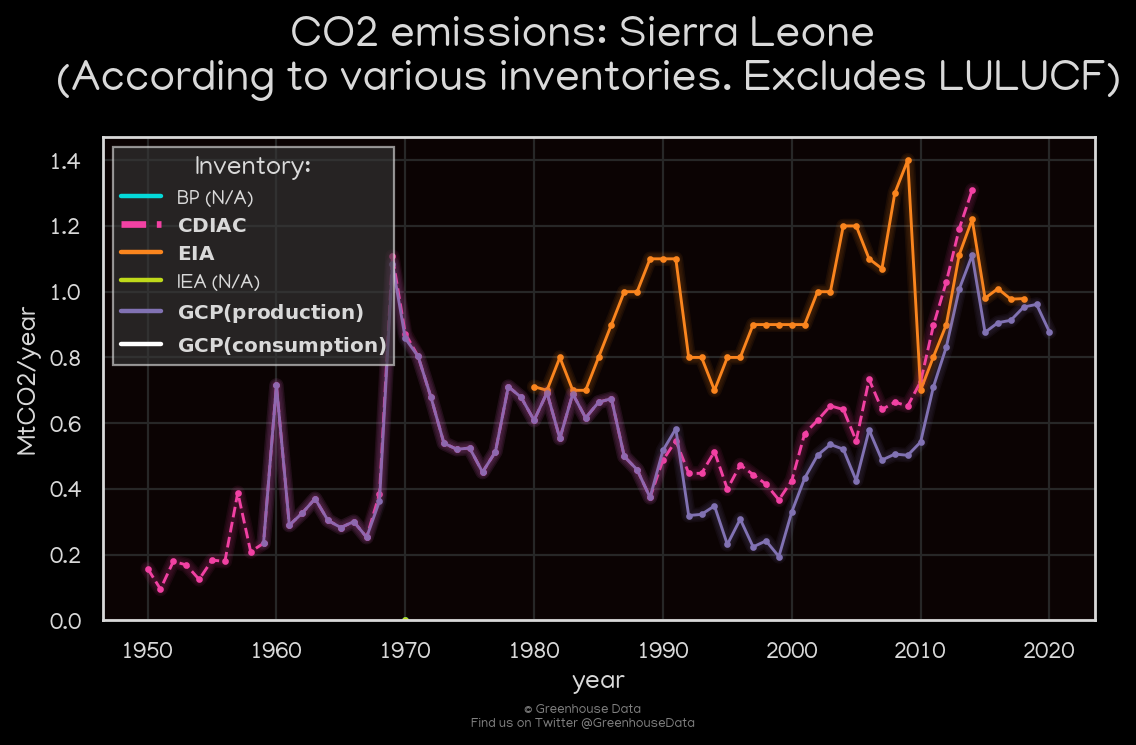 CO2 emissions: Sierra Leone
(According to various inventories. Excludes LULUCF)
Inventory:
BP (N/A)
CDIAC
EIA
IEA (N/A)
GCP(production)
GCP(consumption)
MtCO2/year
1.4
1.2
1.0
0.8
0.6
0.4
0.2
0.0
1950 1960 1970 1980 1990 2000 2010 2020
year
© Greenhouse Data
Find us on Twitter @GreenhouseData